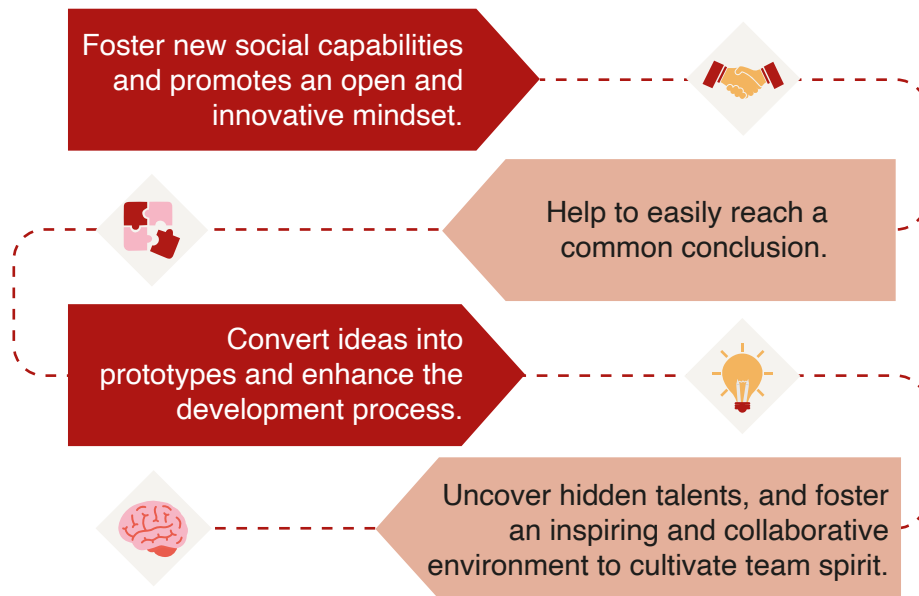 Foster new social capabilities
and promotes an open and
innovative mindset.
Help to easily reach a
common conclusion.
Convert ideas into
prototypes and enhance the
development process.
Uncover hidden talents, and foster
an inspiring and collaborative
environment to cultivate team spirit.